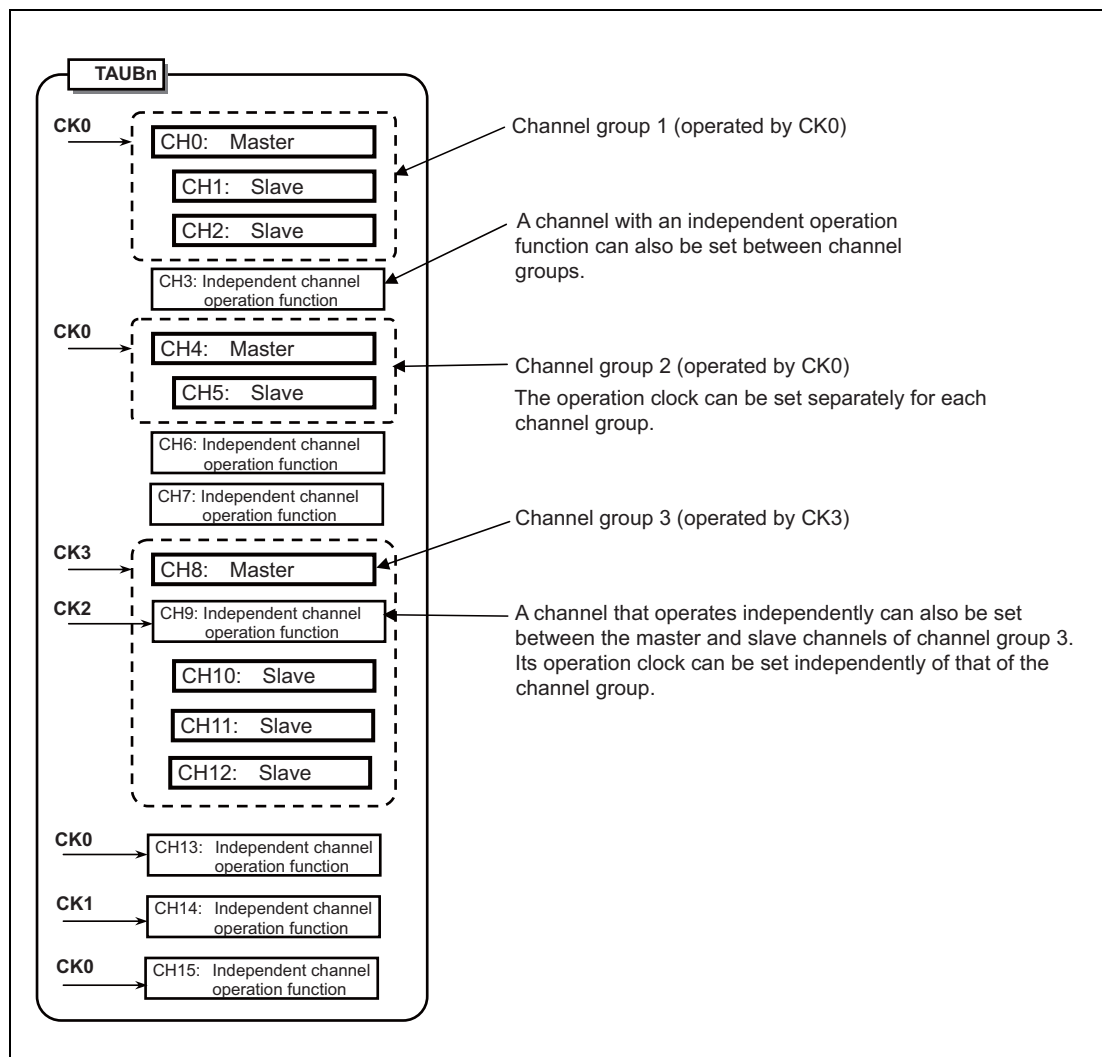 TAUBn
CK0
CH0: Master
CH1: Slave
CH2: Slave
Channel group 1 (operated by CK0)
CH3: Independent channel
operation function
A channel with an independent operation
function can also be set between channel
groups.
CK0
CH4: Master
CH5: Slave
Channel group 2 (operated by CK0)
The operation clock can be set separately for each
channel group.
CH6: Independent channel
operation function
CH7: Independent channel
operation function
CK3
CH8: Master
Channel group 3 (operated by CK3)
CK2
CH9: Independent channel
operation function
A channel that operates independently can also be set
between the master and slave channels of channel group 3.
Its operation clock can be set independently of that of the
channel group.
CH10: Slave
CH11: Slave
CH12: Slave
CK0
CH13: Independent channel
operation function
CK1
CH14: Independent channel
operation function
CK0
CH15: Independent channel
operation function